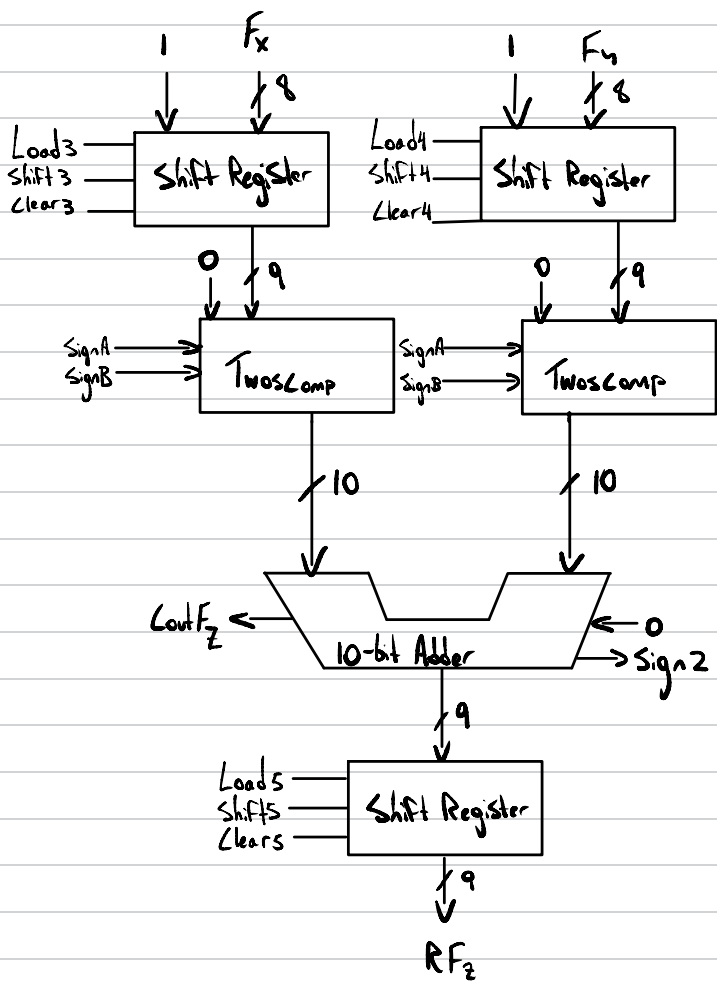 1 Fx 1 Fy
8 8
Load3 Load4
Shift3 Shift Register Shift4 Shift Register
Clear3 Clear4
0 9 0 9
SignA SignA
SignB TwosComp SignB TwosComp
10 10
CoutFz 0
10-bit Adder Sign2
9
Load5
Shift5 Shift Register
Clear5
9
RFz